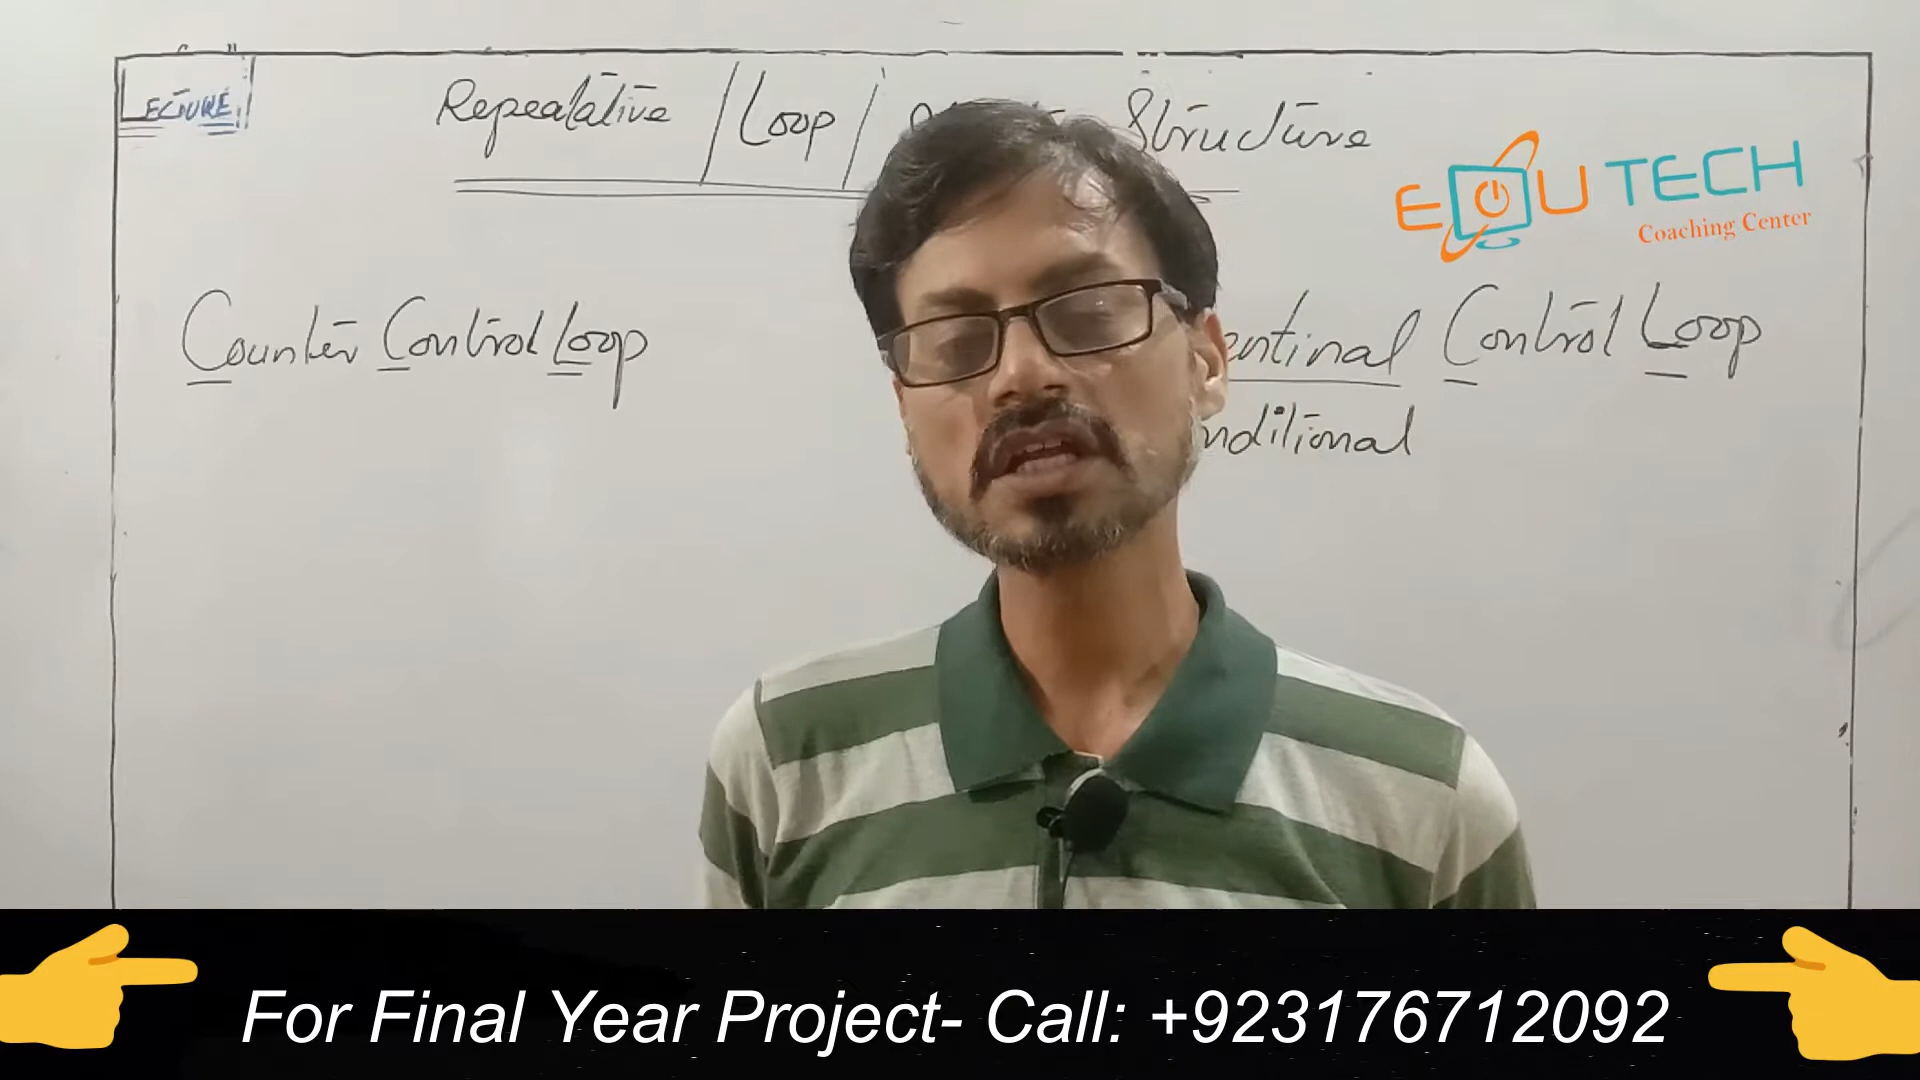 LECTURE
Repeatative / Loop / Structure
EDU TECH
Coaching Center
Counter Control Loop
entinal Control Loop
nditional
For Final Year Project- Call: +923176712092